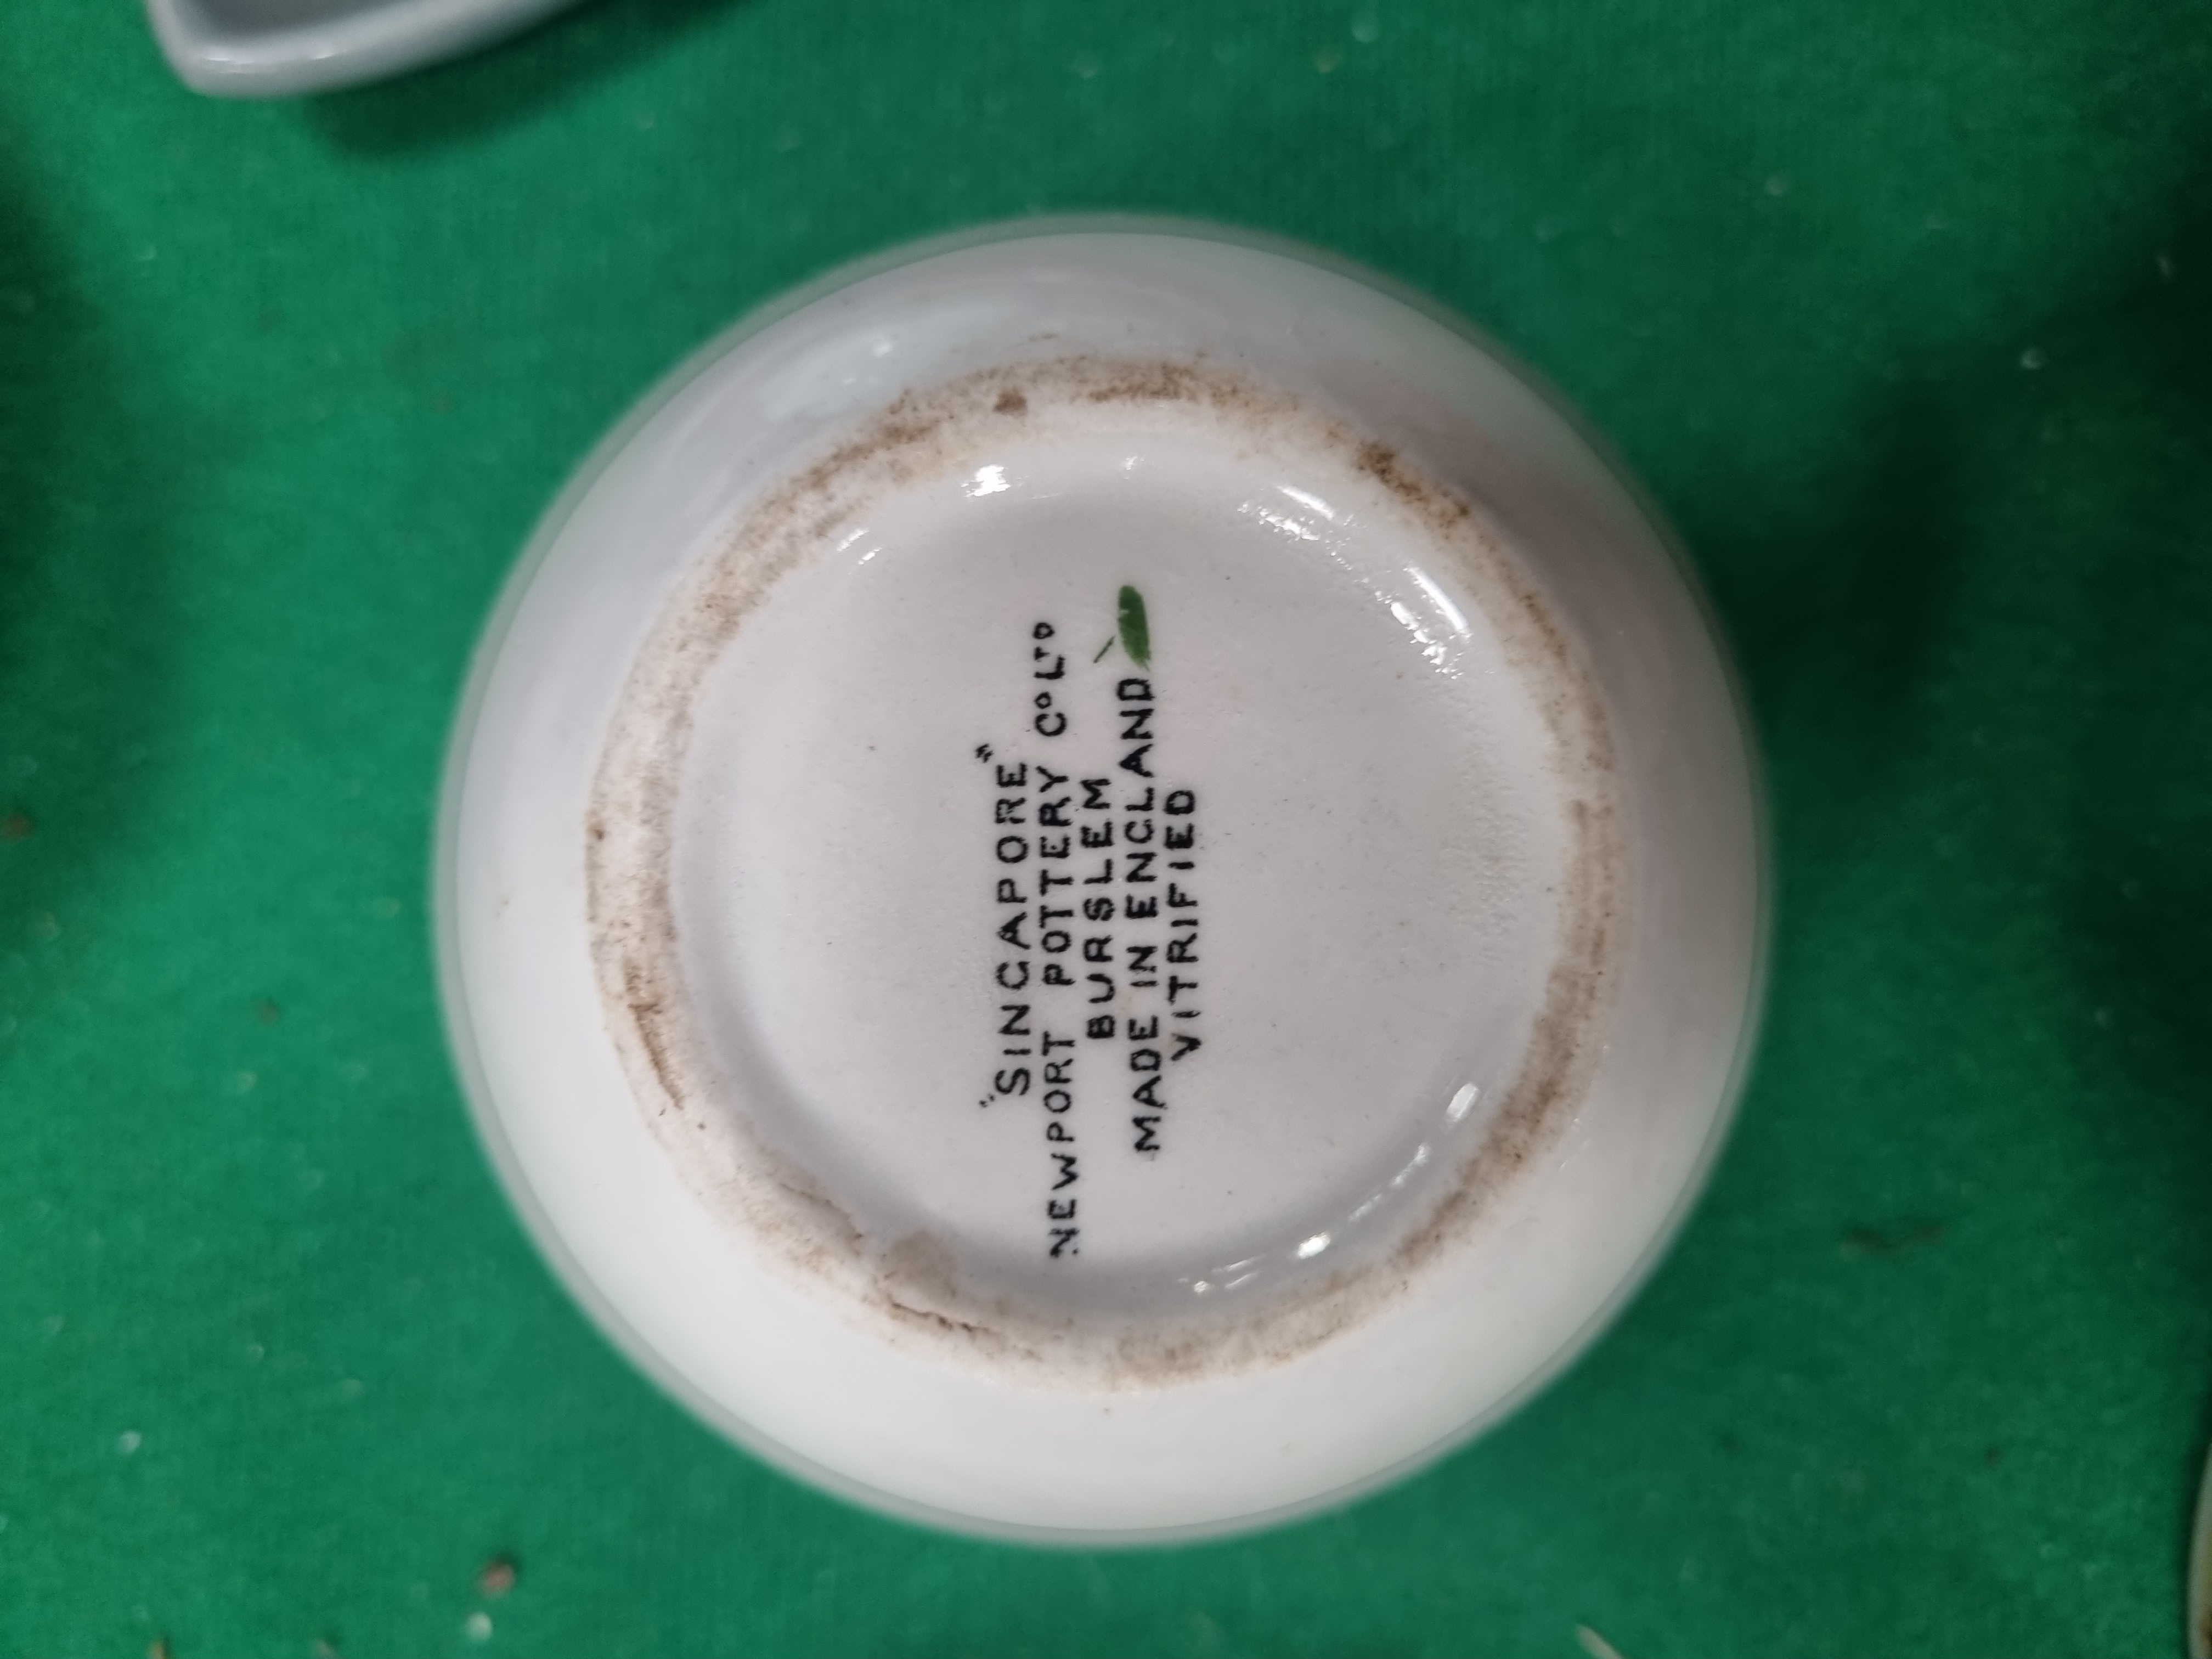 "SINGAPORE"
NEWPORT POTTERY Cº Lᵀᴰ
BURSLEM
MADE IN ENGLAND
VITRIFIED